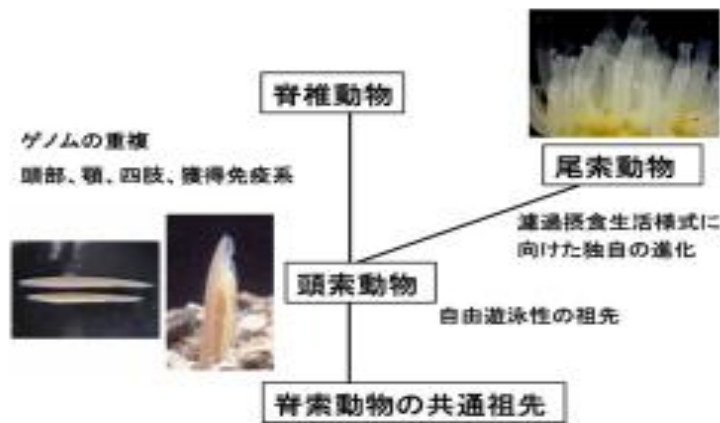 脊椎動物
ゲノムの重複
頭部、顎、四肢、獲得免疫系
尾索動物
濾過摂食生活様式に
向けた独自の進化
頭索動物
自由遊泳性の祖先
脊索動物の共通祖先